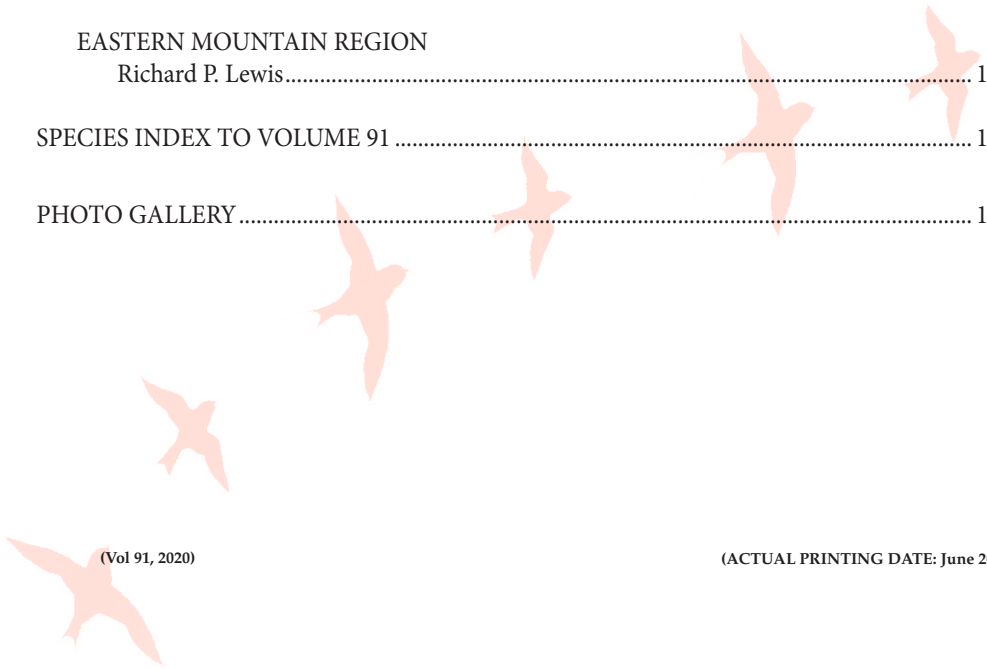 EASTERN MOUNTAIN REGION
Richard P. Lewis........................................................................................................................ 1
SPECIES INDEX TO VOLUME 91 ..................................................................................................... 1
PHOTO GALLERY................................................................................................................................ 1
(Vol 91, 2020) (ACTUAL PRINTING DATE: June 2